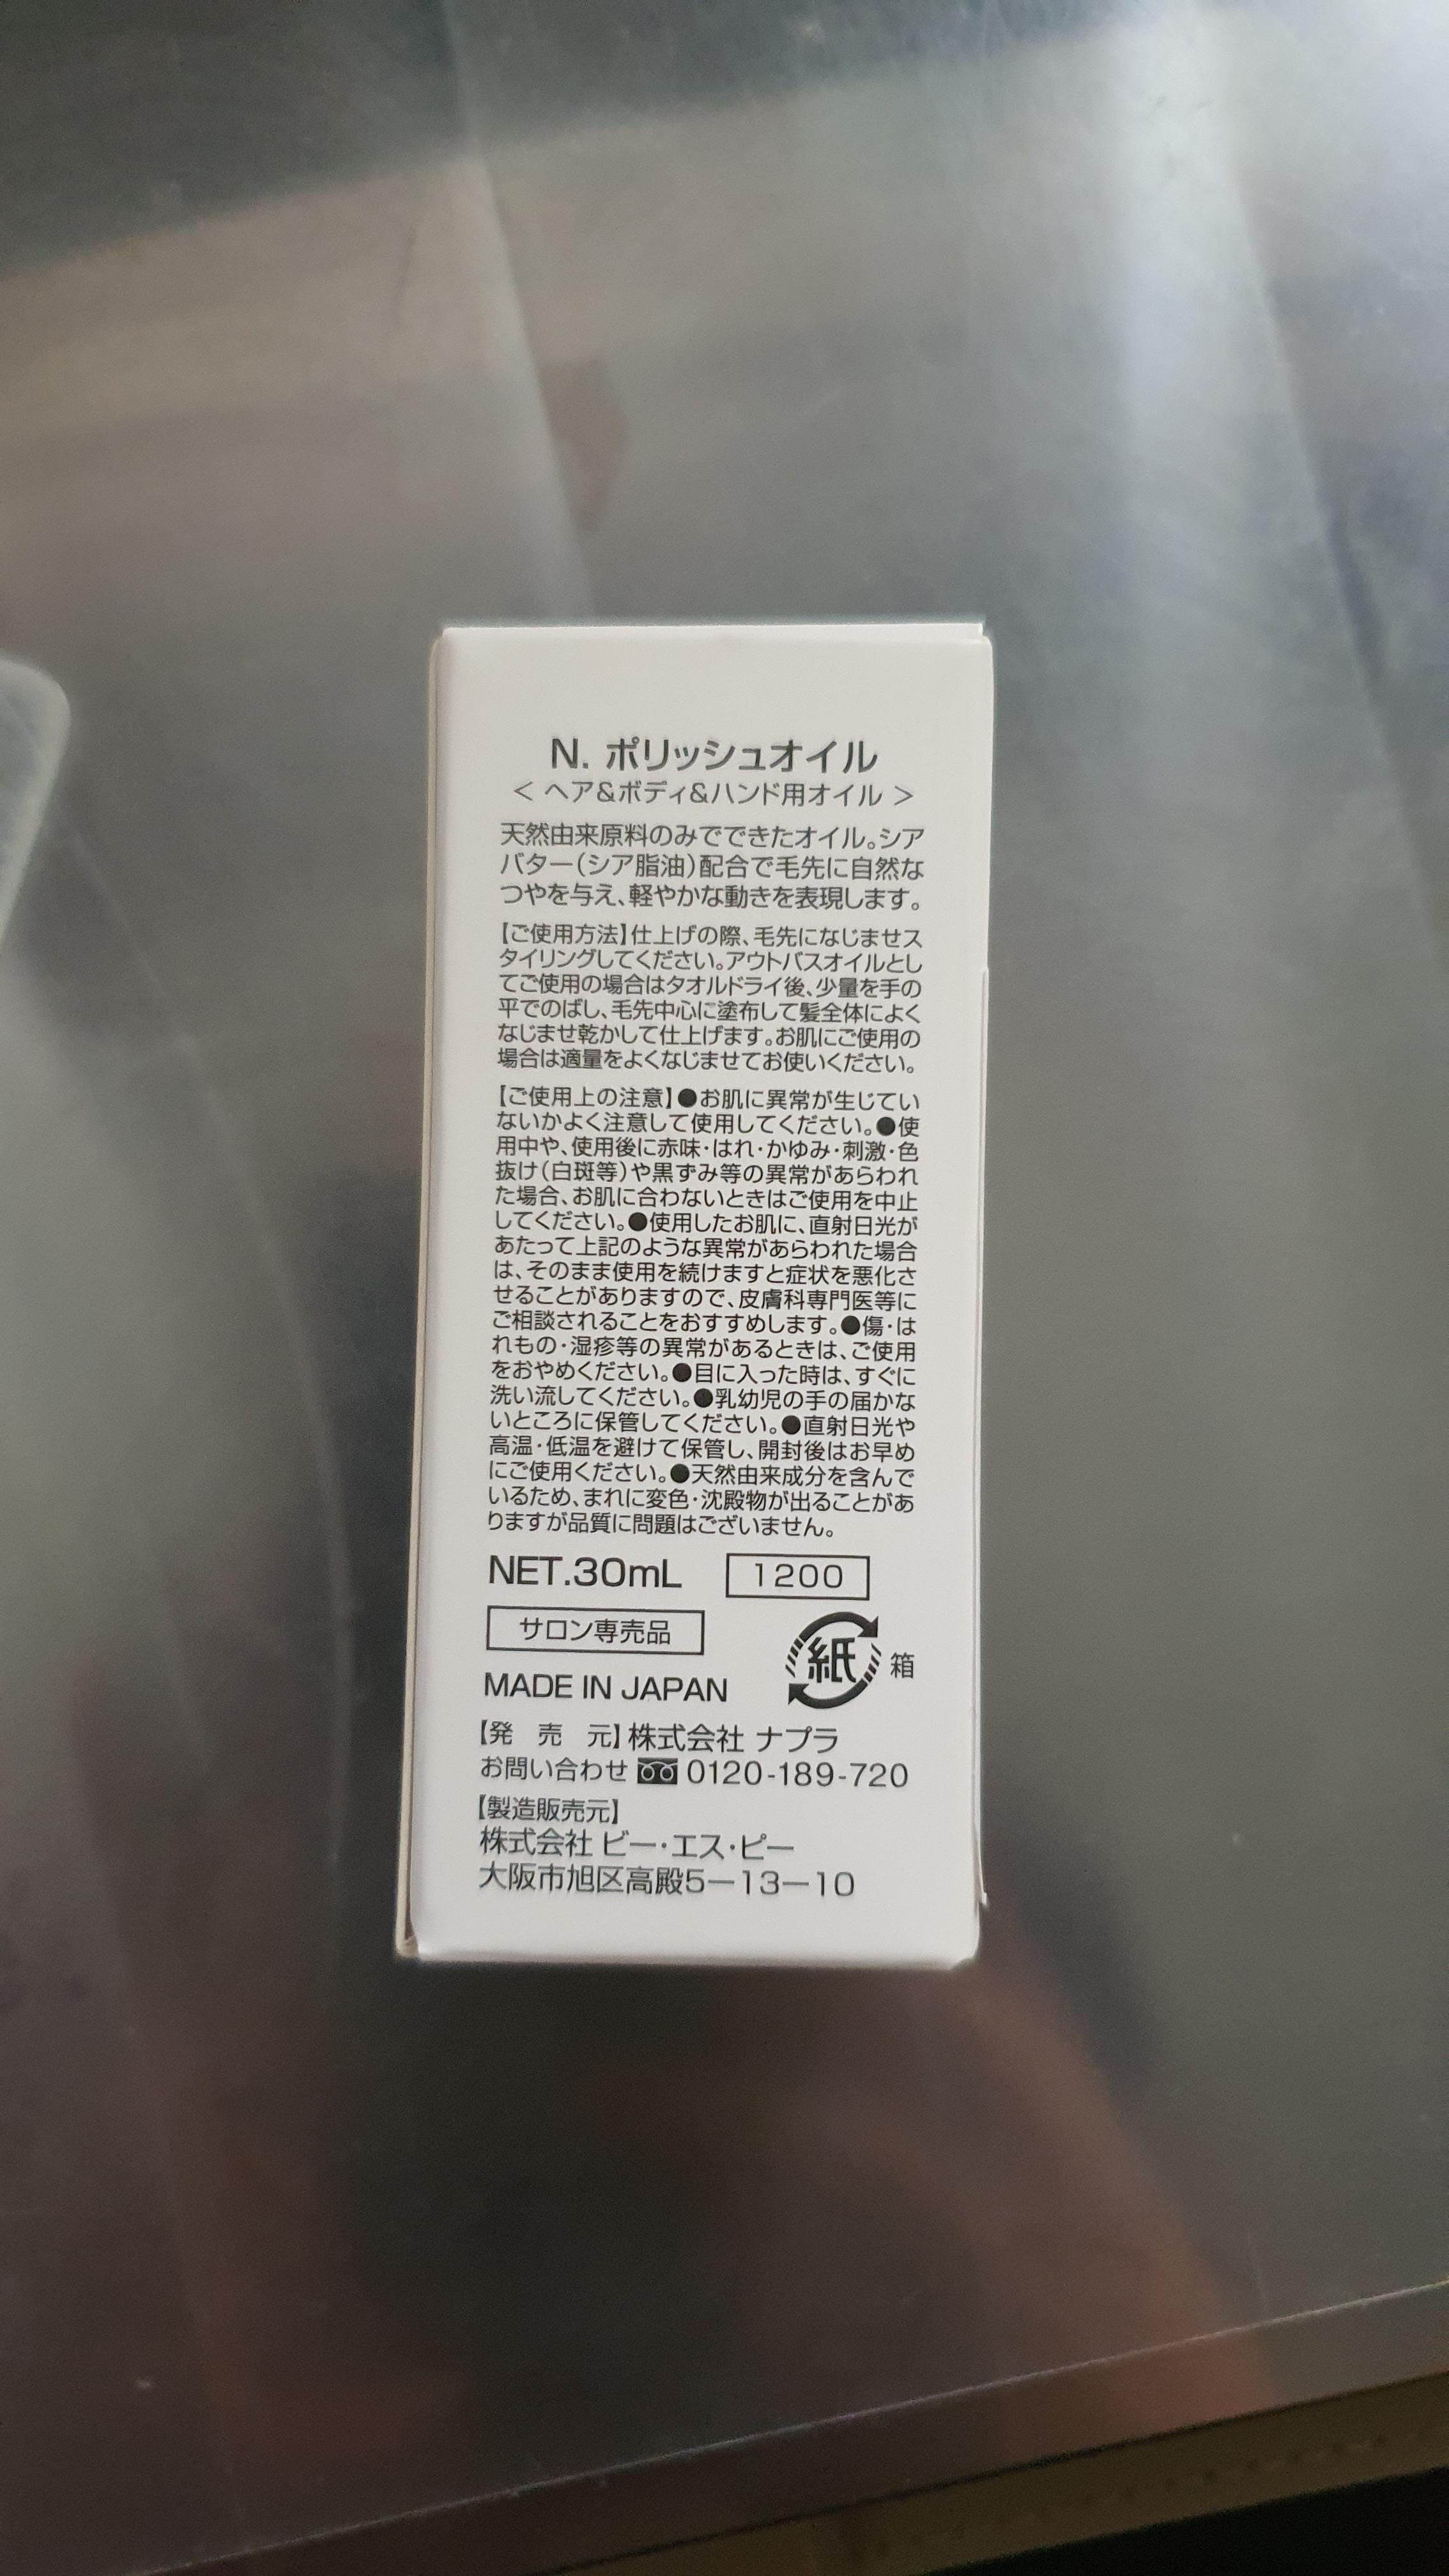 N. ポリッシュオイル
< ヘア&ボディ&ハンド用オイル >
天然由来原料のみでできたオイル。シア
バター(シア脂油)配合で毛先に自然な
つやを与え、軽やかな動きを表現します。
【ご使用方法】仕上げの際、毛先になじませス
タイリングしてください。アウトバスオイルとし
てご使用の場合はタオルドライ後、少量を手の
平でのばし、毛先中心に塗布して髪全体によく
なじませ乾かして仕上げます。お肌にご使用の
場合は適量をよくなじませてお使いください。
【ご使用上の注意】●お肌に異常が生じてい
ないかよく注意して使用してください。●使
用中や、使用後に赤味・はれ・かゆみ・刺激・色
抜け(白斑等)や黒ずみ等の異常があらわれ
た場合、お肌に合わないときはご使用を中止
してください。●使用したお肌に、直射日光が
あたって上記のような異常があらわれた場合
は、そのまま使用を続けますと症状を悪化さ
せることがありますので、皮膚科専門医等に
ご相談されることをおすすめします。●傷・は
れもの・湿疹等の異常があるときは、ご使用
をおやめください。●目に入った時は、すぐに
洗い流してください。●乳幼児の手の届かな
いところに保管してください。●直射日光や
高温・低温を避けて保管し、開封後はお早め
にご使用ください。●天然由来成分を含んで
いるため、まれに変色・沈殿物が出ることがあ
りますが品質に問題はございません。
NET.30mL 1200
サロン専売品
紙 箱
MADE IN JAPAN
【発 売 元】株式会社 ナプラ
お問い合わせ 0120-189-720
【製造販売元】
株式会社 ビー・エス・ピー
大阪市旭区高殿5－13－10